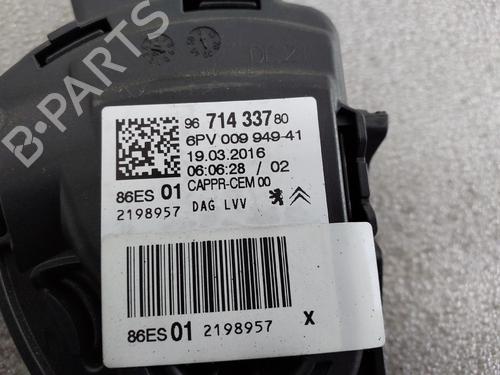 B-PARTS
96 714 337 80
6PV 009 949-41
19.03.2016
06:06:28 / 02
86ES 01 CAPPR-CEM 00
2198957 DAG LVV
86ES 01 2198957 X